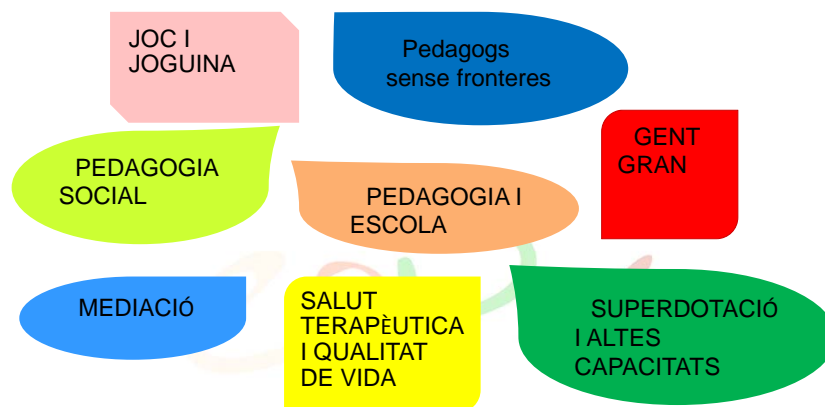 JOC I
JOGUINA
Pedagogs
sense fronteres
GENT
GRAN
PEDAGOGIA
SOCIAL
PEDAGOGIA I
ESCOLA
MEDIACIÓ
SALUT
TERAPÈUTICA
I QUALITAT
DE VIDA
SUPERDOTACIÓ
I ALTES
CAPACITATS